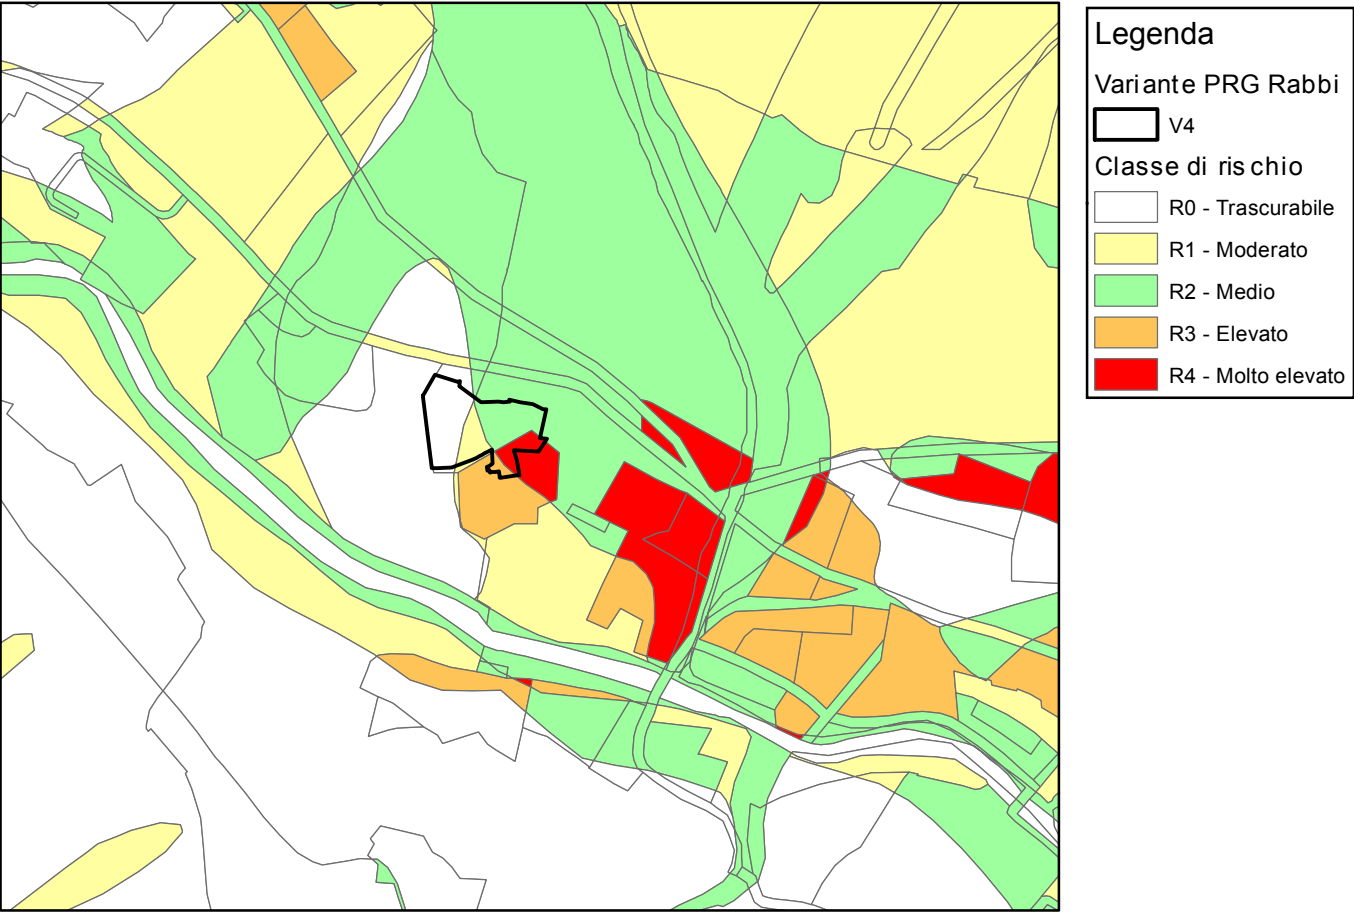 Legenda
Variante PRG Rabbi
V4
Classe di rischio
R0 - Trascurabile
R1 - Moderato
R2 - Medio
R3 - Elevato
R4 - Molto elevato